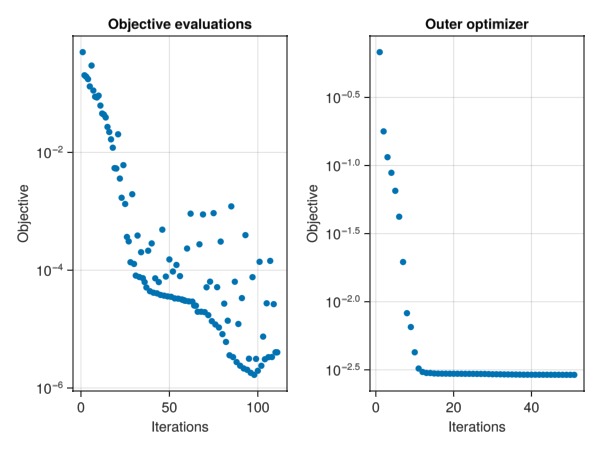 Objective evaluations
Objective
10⁻²
10⁻⁴
10⁻⁶
0
50
100
Iterations
Outer optimizer
Objective
10⁻⁰·⁵
10⁻¹·⁰
10⁻¹·⁵
10⁻²·⁰
10⁻²·⁵
0
20
40
Iterations